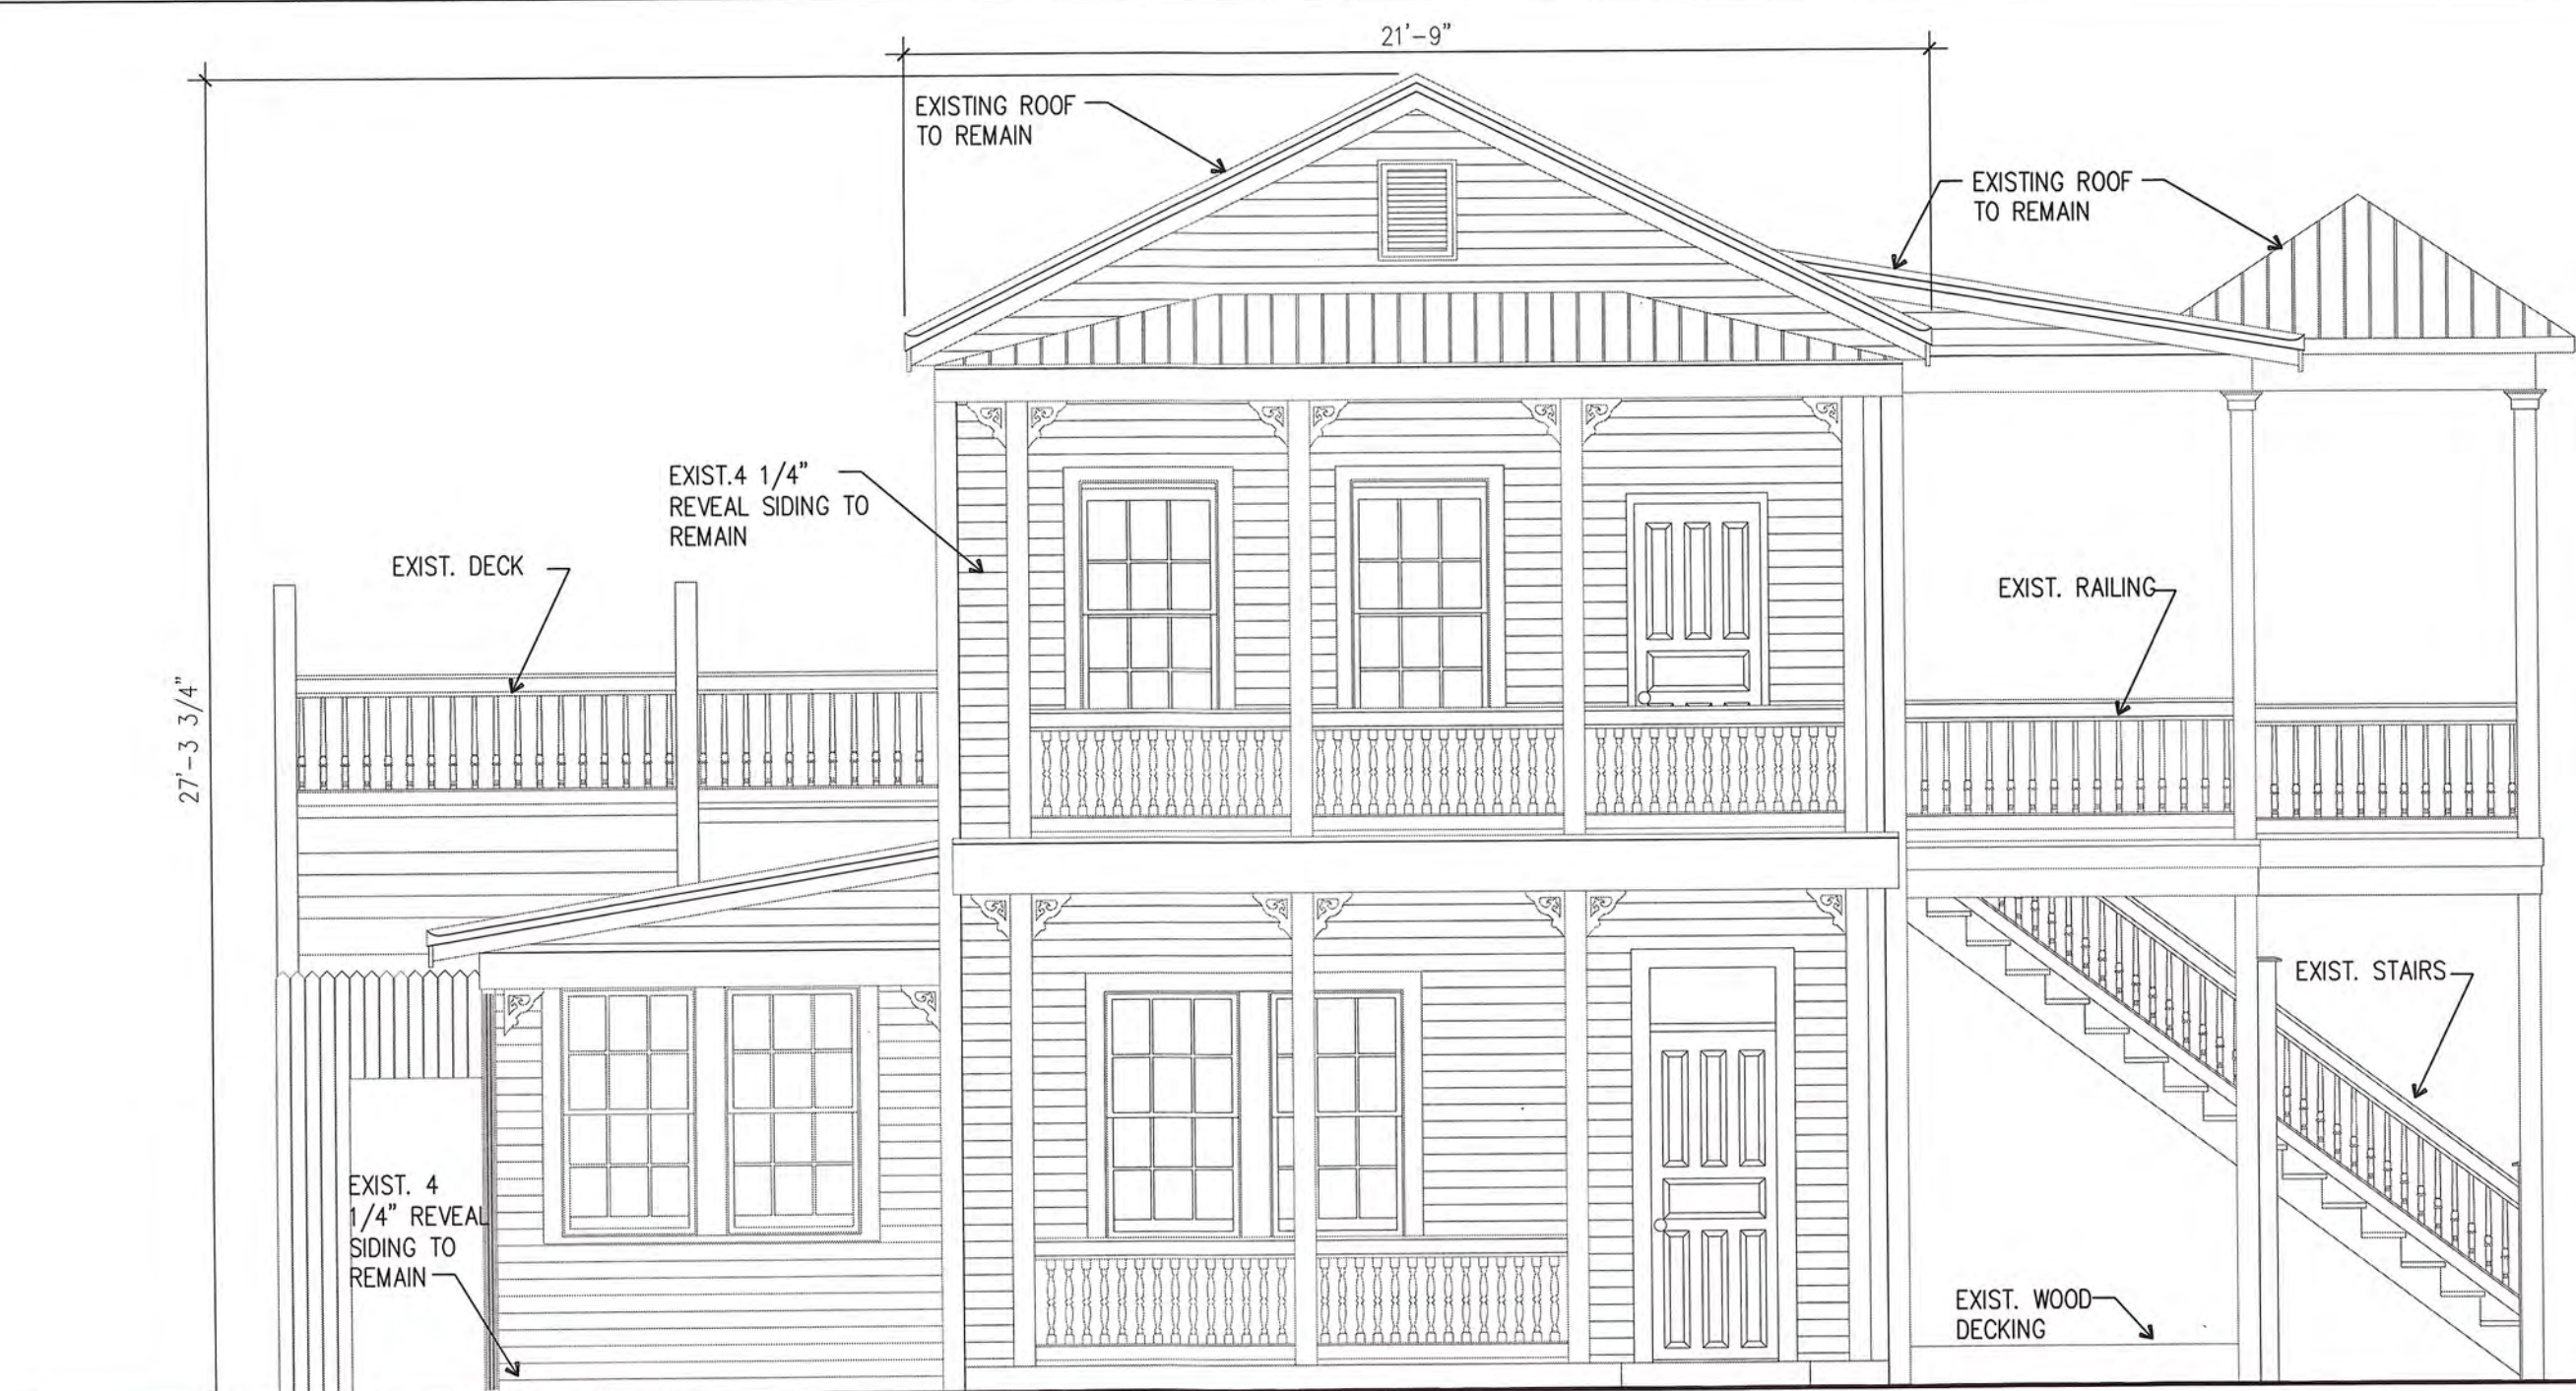 21'-9"
EXISTING ROOF
TO REMAIN
EXISTING ROOF
TO REMAIN
EXIST.4 1/4"
REVEAL SIDING TO
REMAIN
EXIST. DECK
EXIST. RAILING
27'-3 3/4"
EXIST. STAIRS
EXIST. 4
1/4" REVEAL
SIDING TO
REMAIN
EXIST. WOOD
DECKING